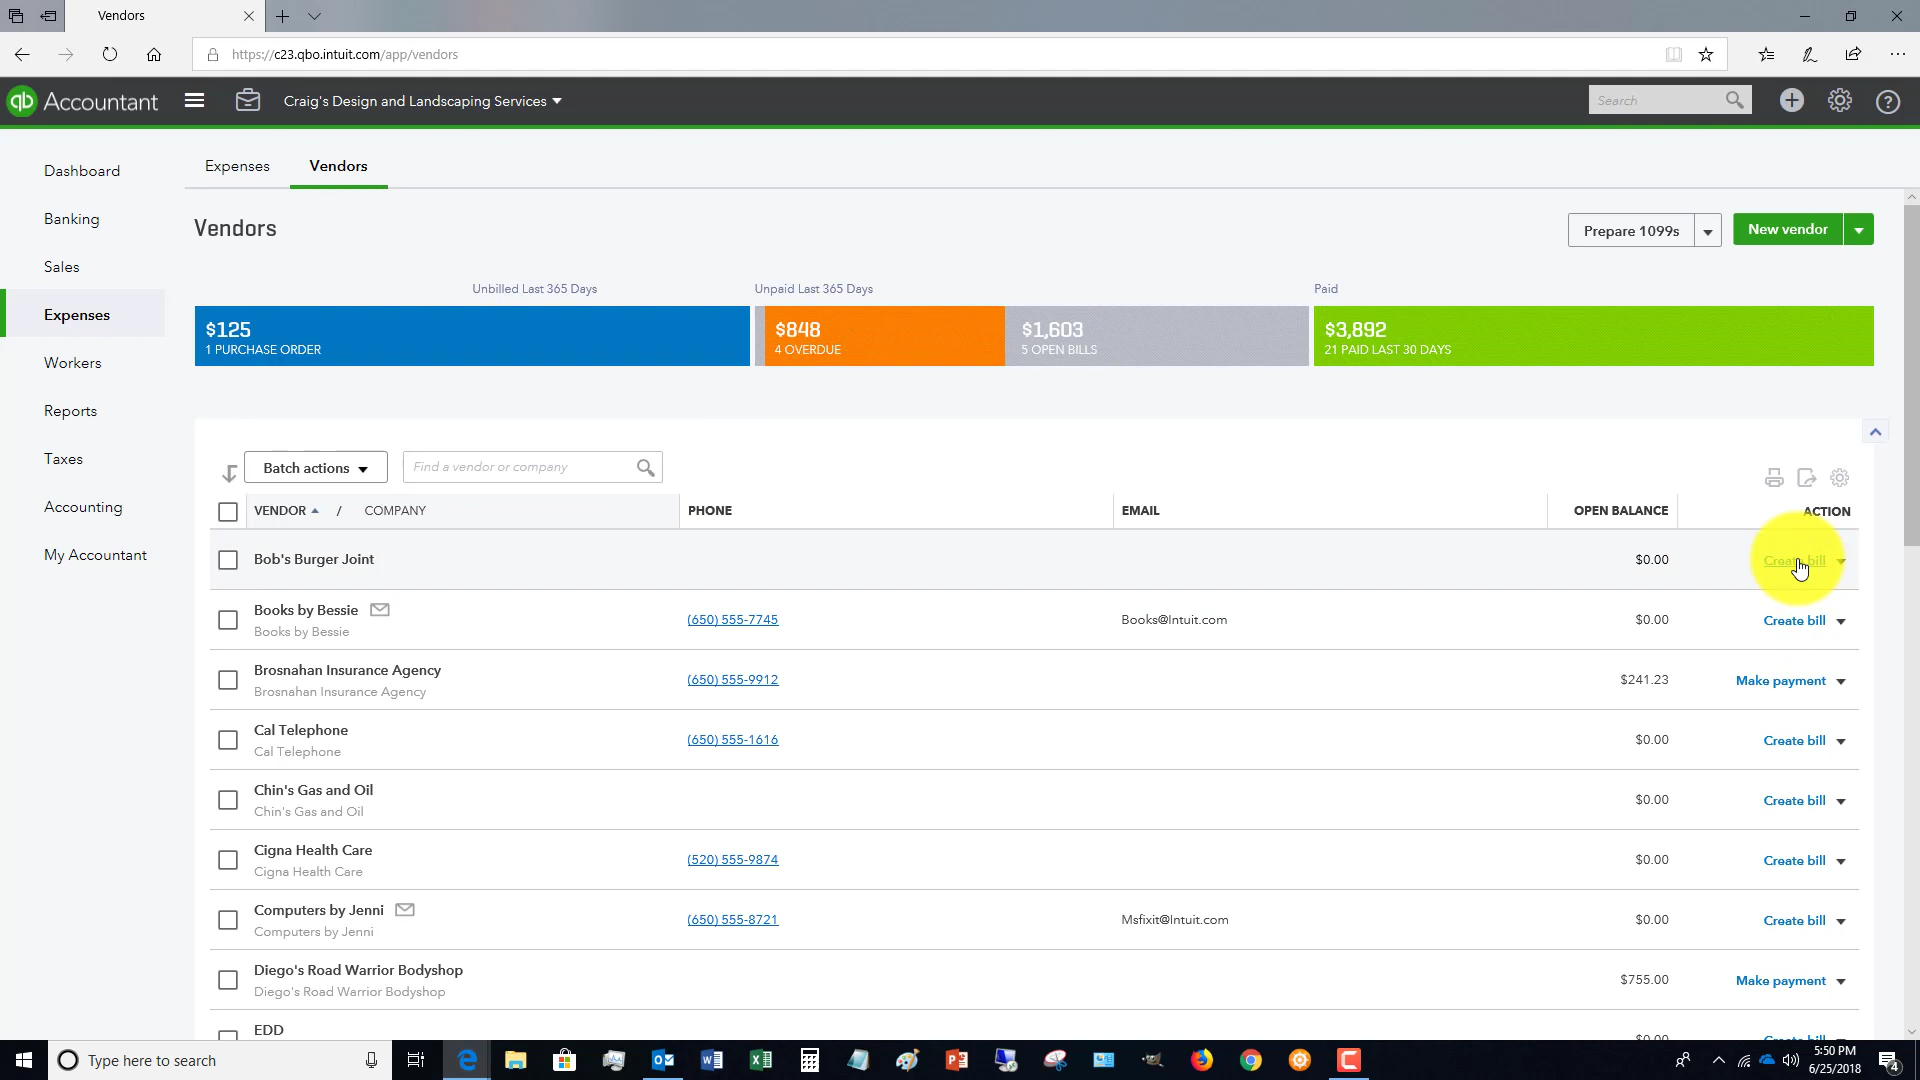 Vendors
https://c23.qbo.intuit.com/app/vendors
qb Accountant
Craig's Design and Landscaping Services
Search
Dashboard
Banking
Sales
Expenses
Workers
Reports
Taxes
Accounting
My Accountant
Expenses
Vendors
Vendors
Prepare 1099s
New vendor
Unbilled Last 365 Days
Unpaid Last 365 Days
Paid
$125
1 PURCHASE ORDER
$848
4 OVERDUE
$1,603
5 OPEN BILLS
$3,892
21 PAID LAST 30 DAYS
Batch actions
Find a vendor or company
VENDOR / COMPANY PHONE EMAIL OPEN BALANCE ACTION
Bob's Burger Joint $0.00 Create bill
Books by Bessie
Books by Bessie
(650) 555-7745 Books@Intuit.com $0.00 Create bill
Brosnahan Insurance Agency
Brosnahan Insurance Agency
(650) 555-9912 $241.23 Make payment
Cal Telephone
Cal Telephone
(650) 555-1616 $0.00 Create bill
Chin's Gas and Oil
Chin's Gas and Oil
$0.00 Create bill
Cigna Health Care
Cigna Health Care
(520) 555-9874 $0.00 Create bill
Computers by Jenni
Computers by Jenni
(650) 555-8721 Msfixit@Intuit.com $0.00 Create bill
Diego's Road Warrior Bodyshop
Diego's Road Warrior Bodyshop
$755.00 Make payment
EDD
$0.00 Create bill
Type here to search
5:50 PM
6/25/2018
4